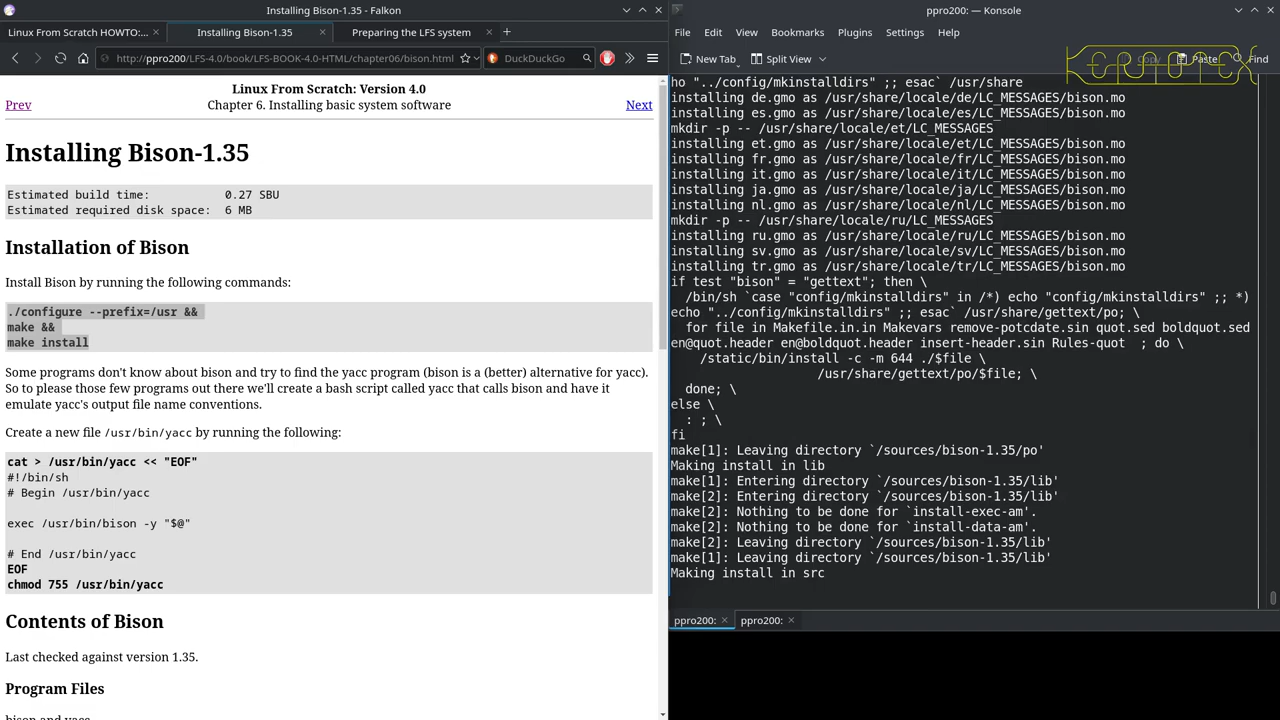 Installing Bison-1.35 - Falkon
Linux From Scratch HOWTO:...
Installing Bison-1.35
Preparing the LFS system
http://ppro200/LFS-4.0/book/LFS-BOOK-4.0-HTML/chapter06/bison.html
DuckDuckGo
Linux From Scratch: Version 4.0
Prev
Chapter 6. Installing basic system software
Next
Installing Bison-1.35
Estimated build time: 0.27 SBU
Estimated required disk space: 6 MB
Installation of Bison
Install Bison by running the following commands:
./configure --prefix=/usr &&
make &&
make install
Some programs don't know about bison and try to find the yacc program (bison is a (better) alternative for yacc).
So to please those few programs out there we'll create a bash script called yacc that calls bison and have it
emulate yacc's output file name conventions.
Create a new file /usr/bin/yacc by running the following:
cat > /usr/bin/yacc << "EOF"
#!/bin/sh
# Begin /usr/bin/yacc
exec /usr/bin/bison -y "$@"
# End /usr/bin/yacc
EOF
chmod 755 /usr/bin/yacc
Contents of Bison
Last checked against version 1.35.
Program Files
bison and yacc
ppro200: — Konsole
File Edit View Bookmarks Plugins Settings Help
New Tab
Split View
Copy
Paste
Find
ho "../config/mkinstalldirs" ;; esac` /usr/share
installing de.gmo as /usr/share/locale/de/LC_MESSAGES/bison.mo
installing es.gmo as /usr/share/locale/es/LC_MESSAGES/bison.mo
mkdir -p -- /usr/share/locale/et/LC_MESSAGES
installing et.gmo as /usr/share/locale/et/LC_MESSAGES/bison.mo
installing fr.gmo as /usr/share/locale/fr/LC_MESSAGES/bison.mo
installing it.gmo as /usr/share/locale/it/LC_MESSAGES/bison.mo
installing ja.gmo as /usr/share/locale/ja/LC_MESSAGES/bison.mo
installing nl.gmo as /usr/share/locale/nl/LC_MESSAGES/bison.mo
mkdir -p -- /usr/share/locale/ru/LC_MESSAGES
installing ru.gmo as /usr/share/locale/ru/LC_MESSAGES/bison.mo
installing sv.gmo as /usr/share/locale/sv/LC_MESSAGES/bison.mo
installing tr.gmo as /usr/share/locale/tr/LC_MESSAGES/bison.mo
if test "bison" = "gettext"; then \
/bin/sh `case "config/mkinstalldirs" in /*) echo "config/mkinstalldirs" ;; *)
echo "../config/mkinstalldirs" ;; esac` /usr/share/gettext/po; \
for file in Makefile.in.in Makevars remove-potcdate.sin quot.sed boldquot.sed
en@quot.header en@boldquot.header insert-header.sin Rules-quot ; do \
/static/bin/install -c -m 644 ./$file \
/usr/share/gettext/po/$file; \
done; \
else \
: ; \
fi
make[1]: Leaving directory `/sources/bison-1.35/po'
Making install in lib
make[1]: Entering directory `/sources/bison-1.35/lib'
make[2]: Entering directory `/sources/bison-1.35/lib'
make[2]: Nothing to be done for `install-exec-am'.
make[2]: Nothing to be done for `install-data-am'.
make[2]: Leaving directory `/sources/bison-1.35/lib'
make[1]: Leaving directory `/sources/bison-1.35/lib'
Making install in src
ppro200:
ppro200: